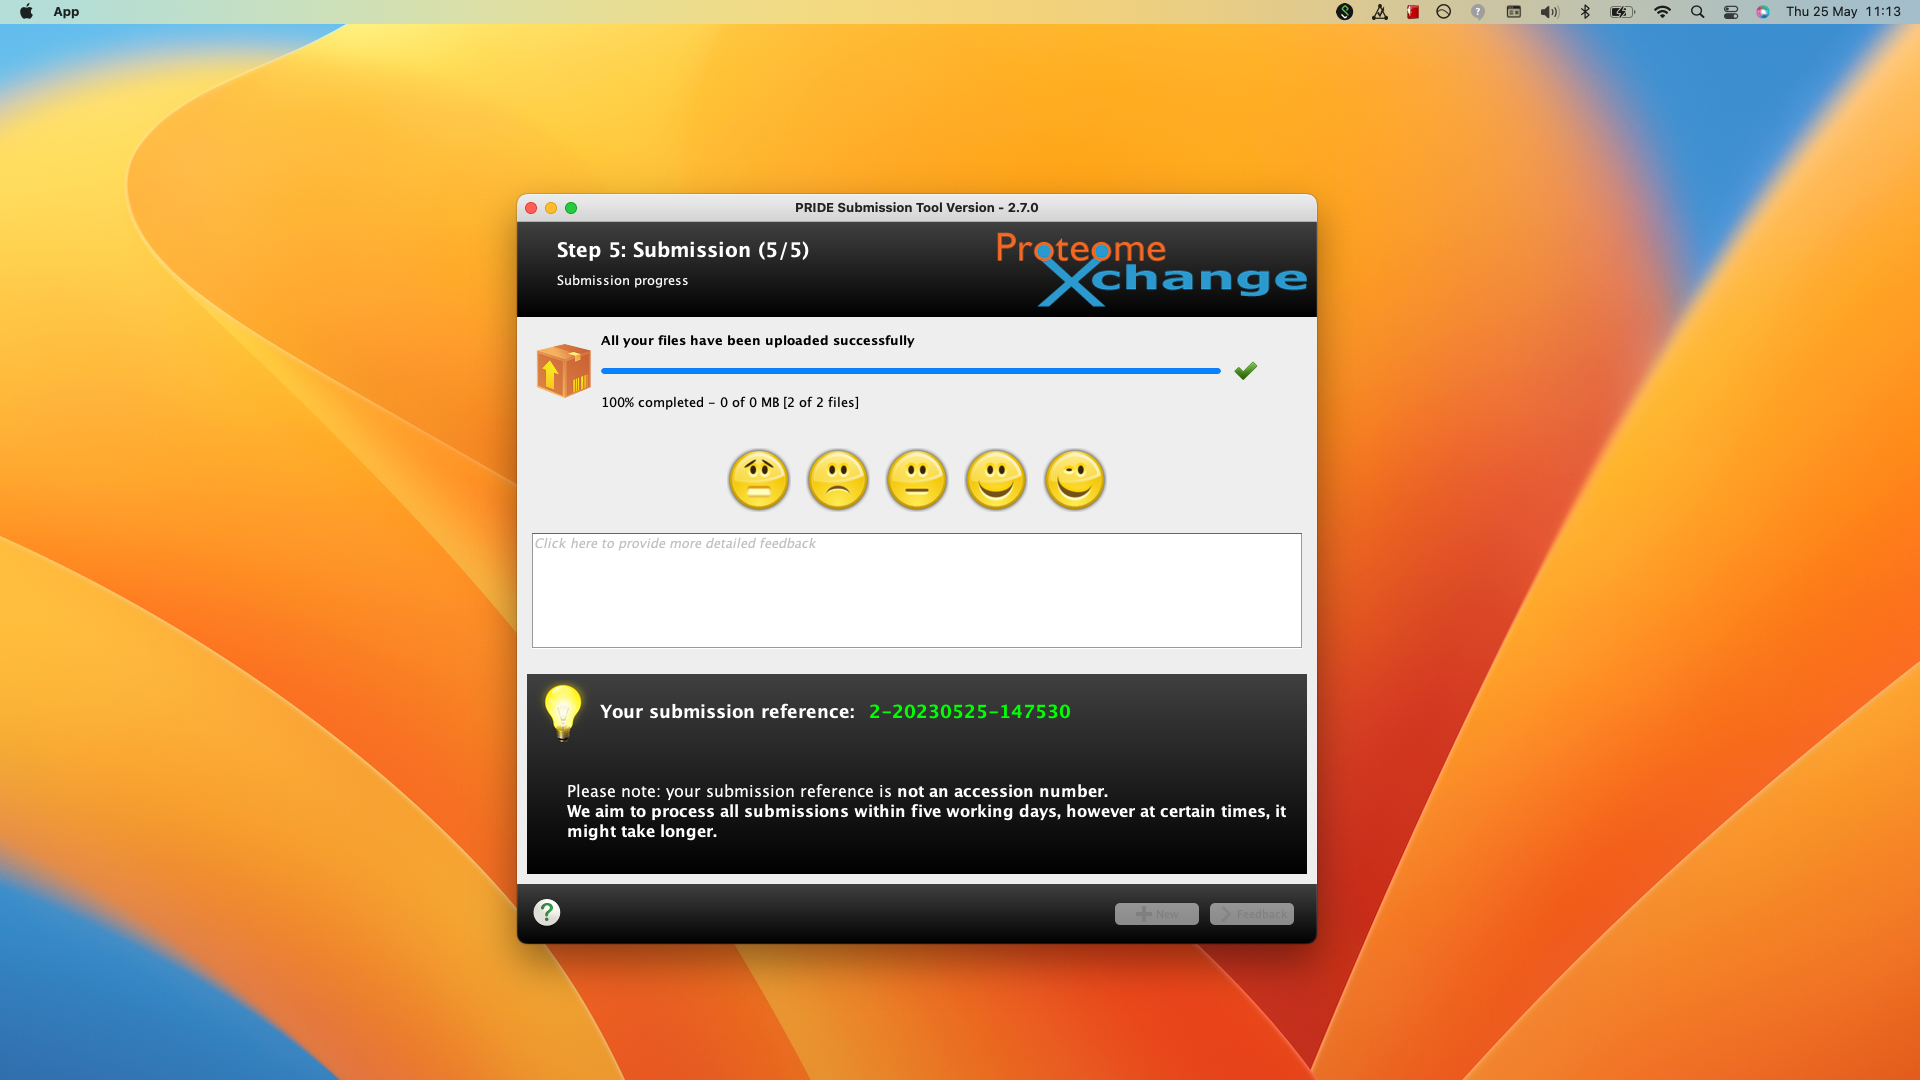 App
Thu 25 May 11:13
PRIDE Submission Tool Version - 2.7.0
Step 5: Submission (5/5)
Submission progress
Proteome
Xchange
All your files have been uploaded successfully
100% completed - 0 of 0 MB [2 of 2 files]
Click here to provide more detailed feedback
Your submission reference: 2-20230525-147530
Please note: your submission reference is not an accession number.
We aim to process all submissions within five working days, however at certain times, it
might take longer.
?
New
Feedback